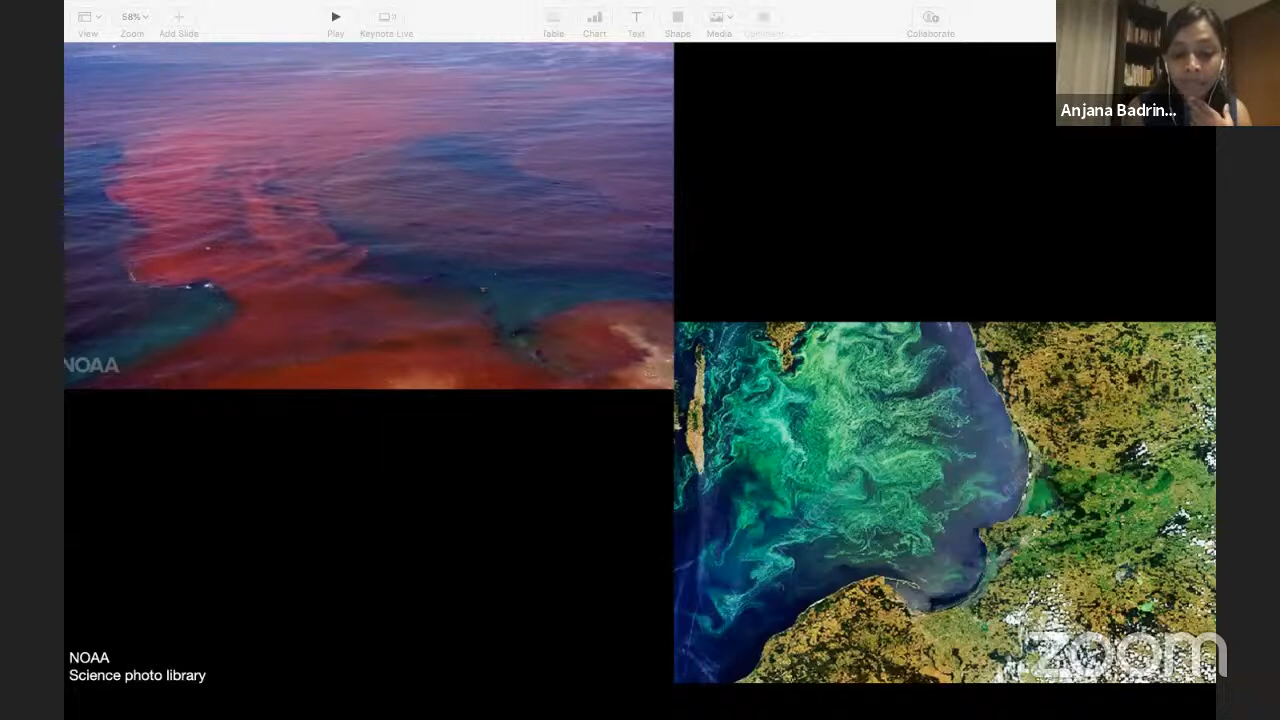 View
58%
Zoom
Add Slide
Play
Keynote Live
Table
Chart
Text
Shape
Media
Comment
Collaborate
Anjana Badrin...
NOAA
NOAA
Science photo library
zoom